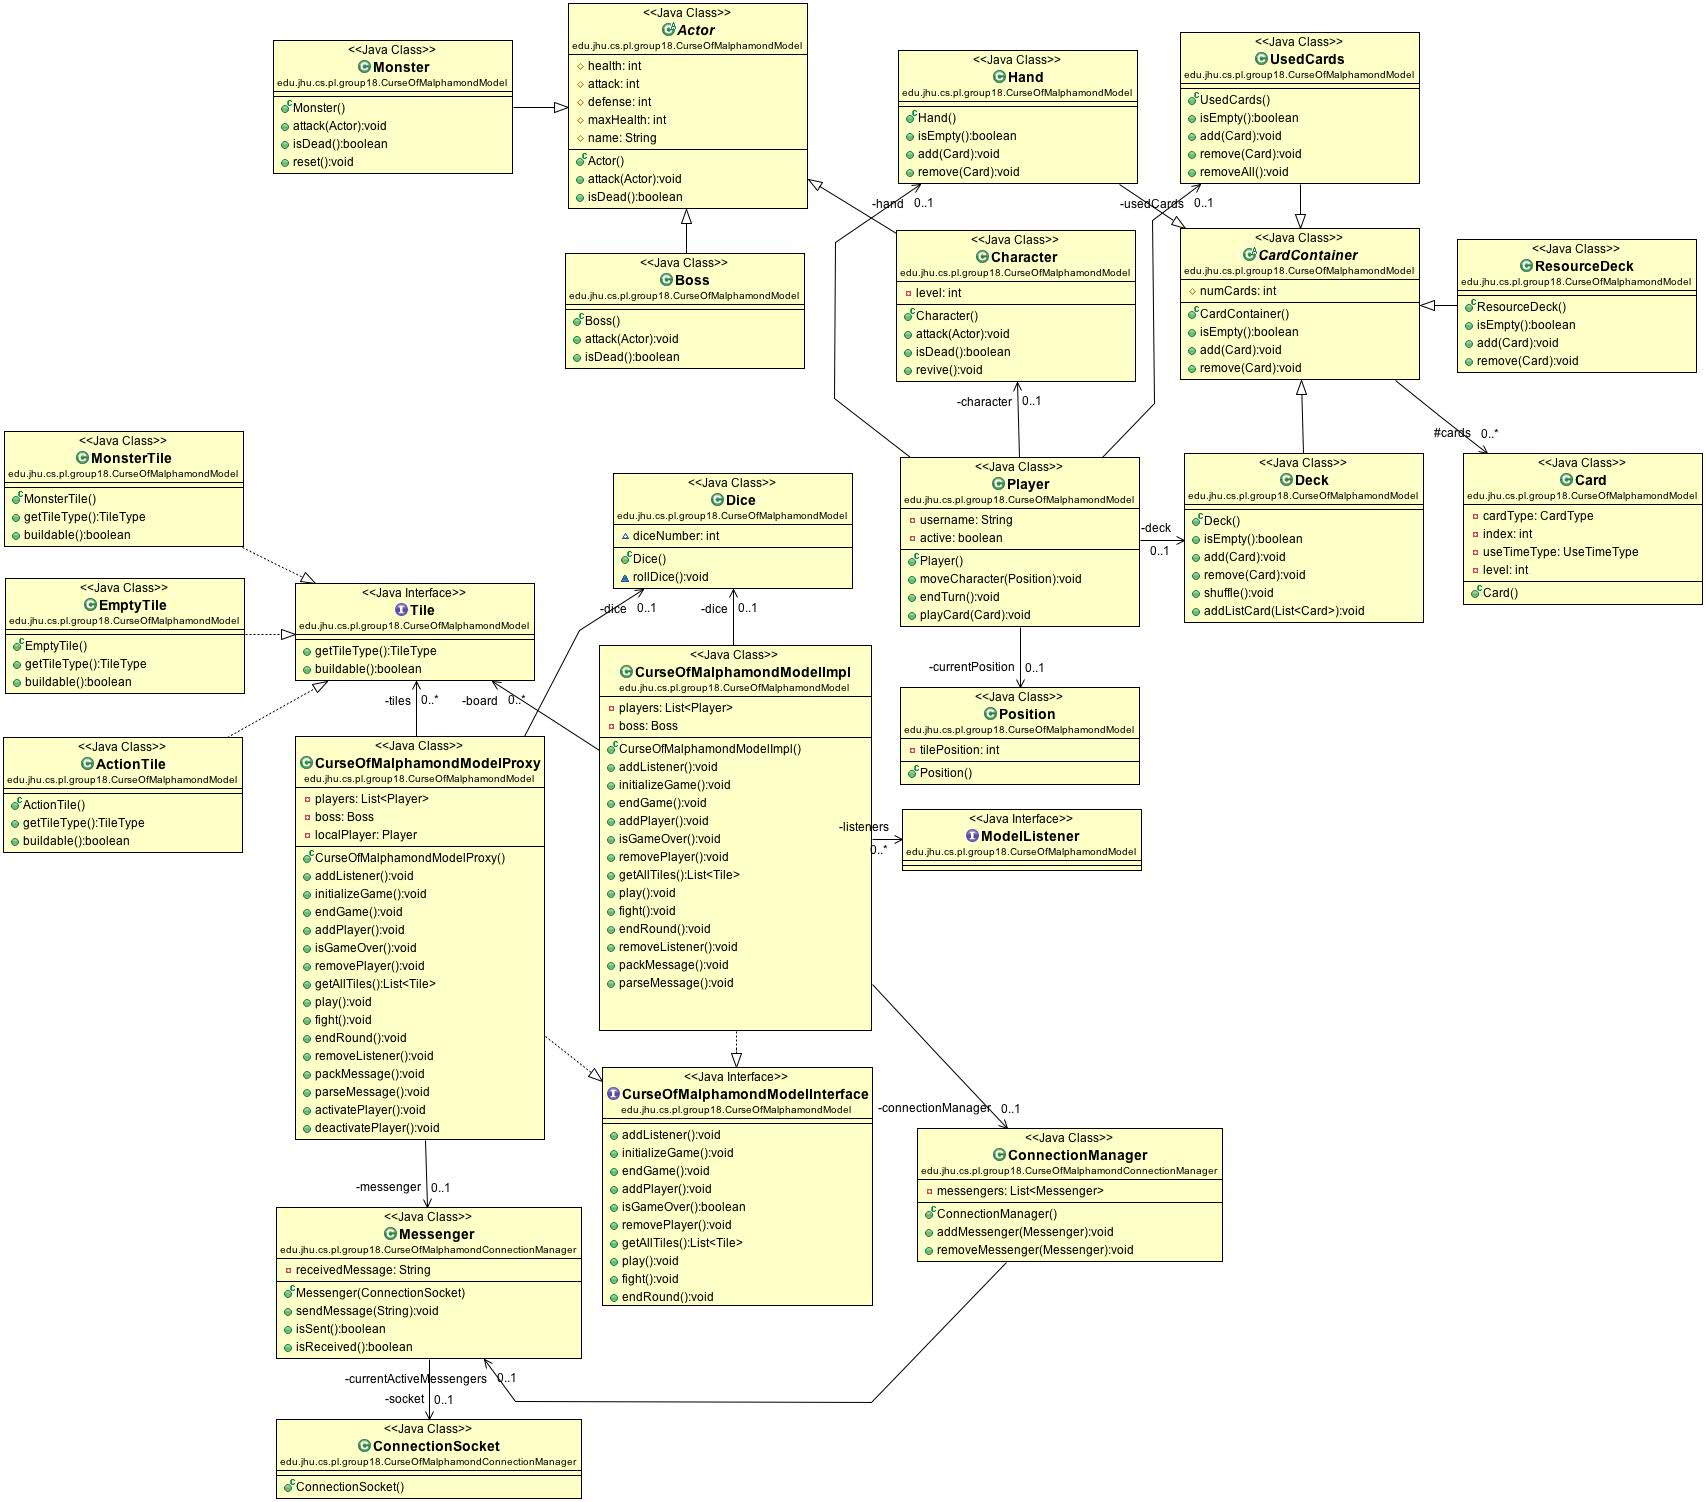 <<Java Class>>
Actor
edu.jhu.cs.pl.group18.CurseOfMalphamondModel
health: int
attack: int
defense: int
maxHealth: int
name: String
Actor()
attack(Actor):void
isDead():boolean
<<Java Class>>
Monster
edu.jhu.cs.pl.group18.CurseOfMalphamondModel
Monster()
attack(Actor):void
isDead():boolean
reset():void
<<Java Class>>
Hand
edu.jhu.cs.pl.group18.CurseOfMalphamondModel
Hand()
isEmpty():boolean
add(Card):void
remove(Card):void
<<Java Class>>
UsedCards
edu.jhu.cs.pl.group18.CurseOfMalphamondModel
UsedCards()
isEmpty():boolean
add(Card):void
remove(Card):void
removeAll():void
-hand 0..1
-usedCards 0..1
<<Java Class>>
Boss
edu.jhu.cs.pl.group18.CurseOfMalphamondModel
Boss()
attack(Actor):void
isDead():boolean
<<Java Class>>
Character
edu.jhu.cs.pl.group18.CurseOfMalphamondModel
level: int
Character()
attack(Actor):void
isDead():boolean
revive():void
<<Java Class>>
CardContainer
edu.jhu.cs.pl.group18.CurseOfMalphamondModel
numCards: int
CardContainer()
isEmpty():boolean
add(Card):void
remove(Card):void
<<Java Class>>
ResourceDeck
edu.jhu.cs.pl.group18.CurseOfMalphamondModel
ResourceDeck()
isEmpty():boolean
add(Card):void
remove(Card):void
-character 0..1
#cards 0..*
<<Java Class>>
MonsterTile
edu.jhu.cs.pl.group18.CurseOfMalphamondModel
MonsterTile()
getTileType():TileType
buildable():boolean
<<Java Class>>
Dice
edu.jhu.cs.pl.group18.CurseOfMalphamondModel
diceNumber: int
Dice()
rollDice():void
<<Java Class>>
Player
edu.jhu.cs.pl.group18.CurseOfMalphamondModel
username: String
active: boolean
Player()
moveCharacter(Position):void
endTurn():void
playCard(Card):void
-deck
0..1
<<Java Class>>
Deck
edu.jhu.cs.pl.group18.CurseOfMalphamondModel
Deck()
isEmpty():boolean
add(Card):void
remove(Card):void
shuffle():void
addListCard(List<Card>):void
<<Java Class>>
Card
edu.jhu.cs.pl.group18.CurseOfMalphamondModel
cardType: CardType
index: int
useTimeType: UseTimeType
level: int
Card()
<<Java Class>>
EmptyTile
edu.jhu.cs.pl.group18.CurseOfMalphamondModel
EmptyTile()
getTileType():TileType
buildable():boolean
<<Java Interface>>
Tile
edu.jhu.cs.pl.group18.CurseOfMalphamondModel
getTileType():TileType
buildable():boolean
-dice 0..1
-dice 0..1
-tiles 0..*
-board 0..*
-currentPosition 0..1
<<Java Class>>
ActionTile
edu.jhu.cs.pl.group18.CurseOfMalphamondModel
ActionTile()
getTileType():TileType
buildable():boolean
<<Java Class>>
CurseOfMalphamondModelProxy
edu.jhu.cs.pl.group18.CurseOfMalphamondModel
players: List<Player>
boss: Boss
localPlayer: Player
CurseOfMalphamondModelProxy()
addListener():void
initializeGame():void
endGame():void
addPlayer():void
isGameOver():void
removePlayer():void
getAllTiles():List<Tile>
play():void
fight():void
endRound():void
removeListener():void
packMessage():void
parseMessage():void
activatePlayer():void
deactivatePlayer():void
<<Java Class>>
CurseOfMalphamondModelImpl
edu.jhu.cs.pl.group18.CurseOfMalphamondModel
players: List<Player>
boss: Boss
CurseOfMalphamondModelImpl()
addListener():void
initializeGame():void
endGame():void
addPlayer():void
isGameOver():void
removePlayer():void
getAllTiles():List<Tile>
play():void
fight():void
endRound():void
removeListener():void
packMessage():void
parseMessage():void
<<Java Class>>
Position
edu.jhu.cs.pl.group18.CurseOfMalphamondModel
tilePosition: int
Position()
-listeners
0..*
<<Java Interface>>
ModelListener
edu.jhu.cs.pl.group18.CurseOfMalphamondModel
<<Java Interface>>
CurseOfMalphamondModelInterface
edu.jhu.cs.pl.group18.CurseOfMalphamondModel
addListener():void
initializeGame():void
endGame():void
addPlayer():void
isGameOver():boolean
removePlayer():void
getAllTiles():List<Tile>
play():void
fight():void
endRound():void
-connectionManager 0..1
<<Java Class>>
ConnectionManager
edu.jhu.cs.pl.group18.CurseOfMalphamondConnectionManager
messengers: List<Messenger>
ConnectionManager()
addMessenger(Messenger):void
removeMessenger(Messenger):void
-messenger 0..1
<<Java Class>>
Messenger
edu.jhu.cs.pl.group18.CurseOfMalphamondConnectionManager
receivedMessage: String
Messenger(ConnectionSocket)
sendMessage(String):void
isSent():boolean
isReceived():boolean
-currentActiveMessengers 0..1
-socket 0..1
<<Java Class>>
ConnectionSocket
edu.jhu.cs.pl.group18.CurseOfMalphamondConnectionManager
ConnectionSocket()